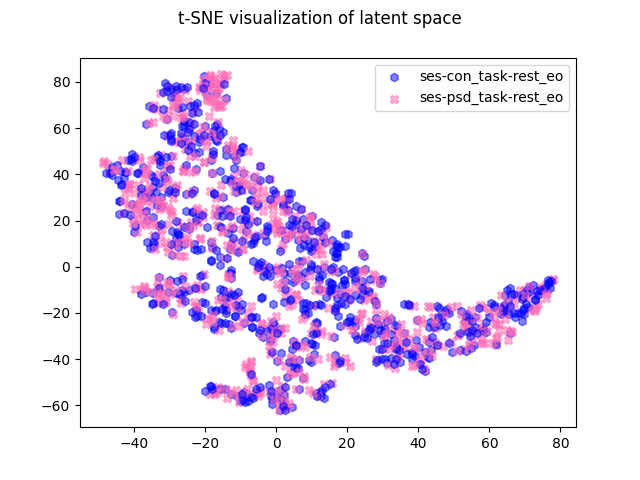 t-SNE visualization of latent space
ses-con_task-rest_eo
ses-psd_task-rest_eo
80
60
40
20
0
−20
−40
−60
−40 −20 0 20 40 60 80